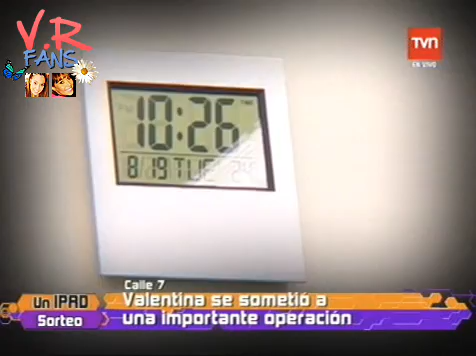 V.R
FANS
TVN
EN VIVO
TIME
10:26
8/19 TUE 24°
Calle 7
Un IPAD
Valentina se sometió a
Sorteo
una importante operación